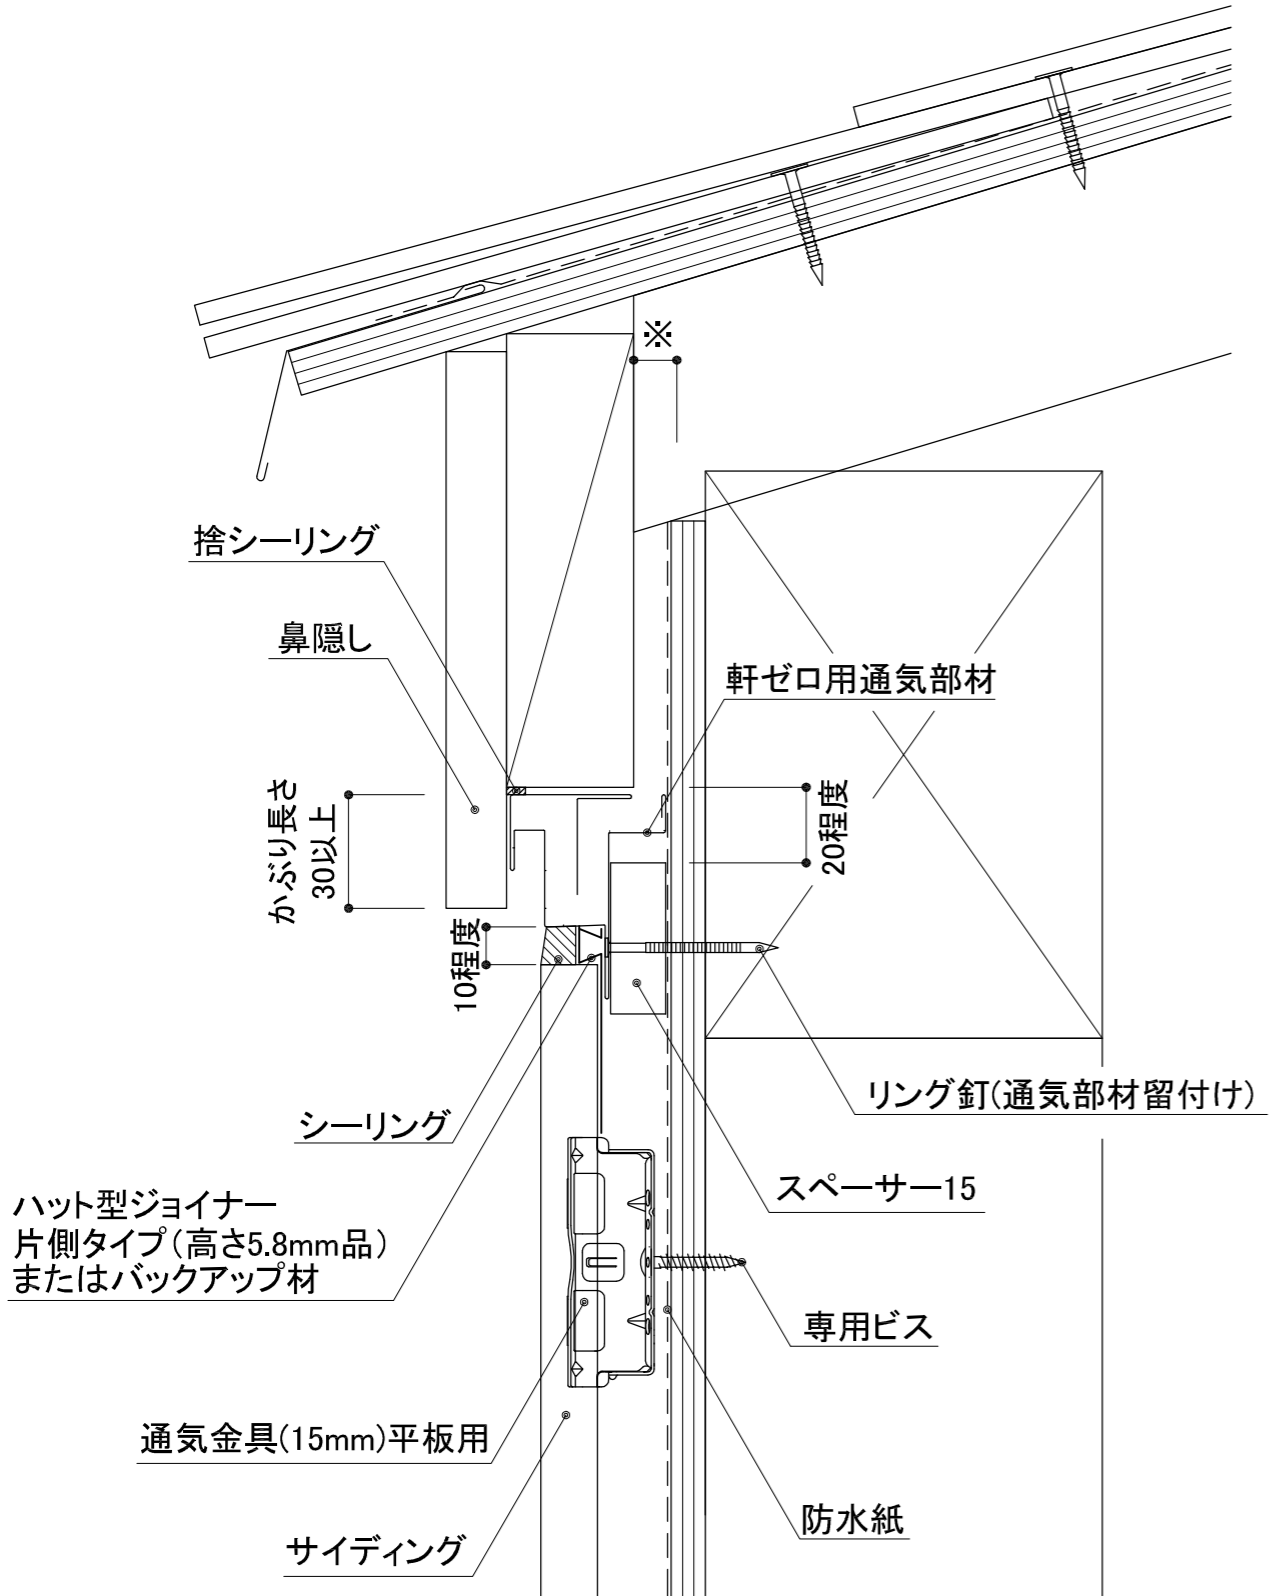 ※
捨シーリング
鼻隠し
軒ゼロ用通気部材
かぶり長さ
30以上
20程度
10程度
リング釘(通気部材留付け)
シーリング
スペーサー15
ハット型ジョイナー
片側タイプ(高さ5.8mm品)
またはバックアップ材
専用ビス
通気金具(15mm)平板用
防水紙
サイディング